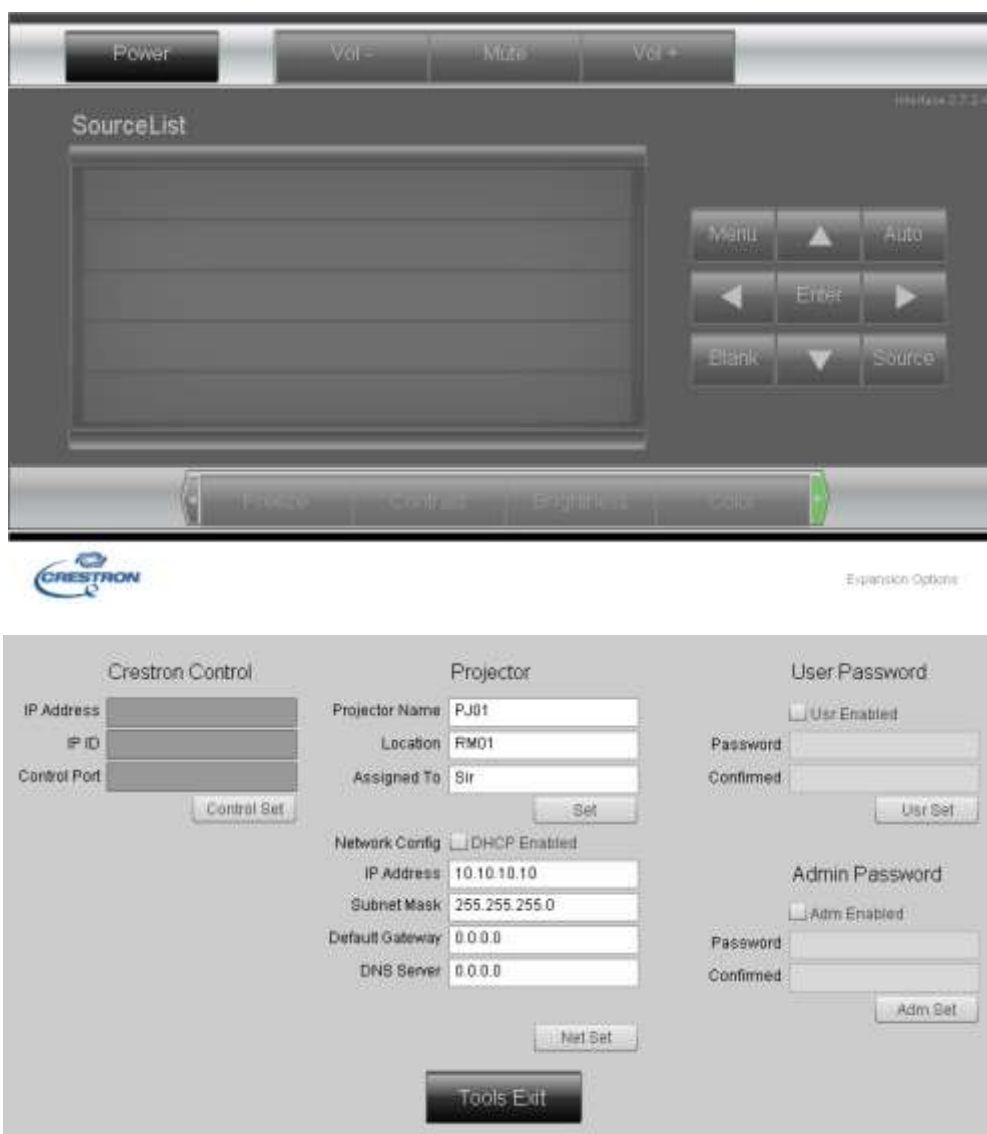 Power
Vol -
Mute
Vol +
Interface 2.7.2.
SourceList
Menu
Auto
Enter
Blank
Source
Freeze
Contrast
Brightness
Color
CRESTRON
Expansion Options
Crestron Control
IP Address
IP ID
Control Port
Control Set
Projector
Projector Name PJ01
Location RM01
Assigned To Sir
Set
Network Config DHCP Enabled
IP Address 10.10.10.10
Subnet Mask 255.255.255.0
Default Gateway 0.0.0.0
DNS Server 0.0.0.0
Net Set
User Password
Usr Enabled
Password
Confirmed
Usr Set
Admin Password
Adm Enabled
Password
Confirmed
Adm Set
Tools Exit